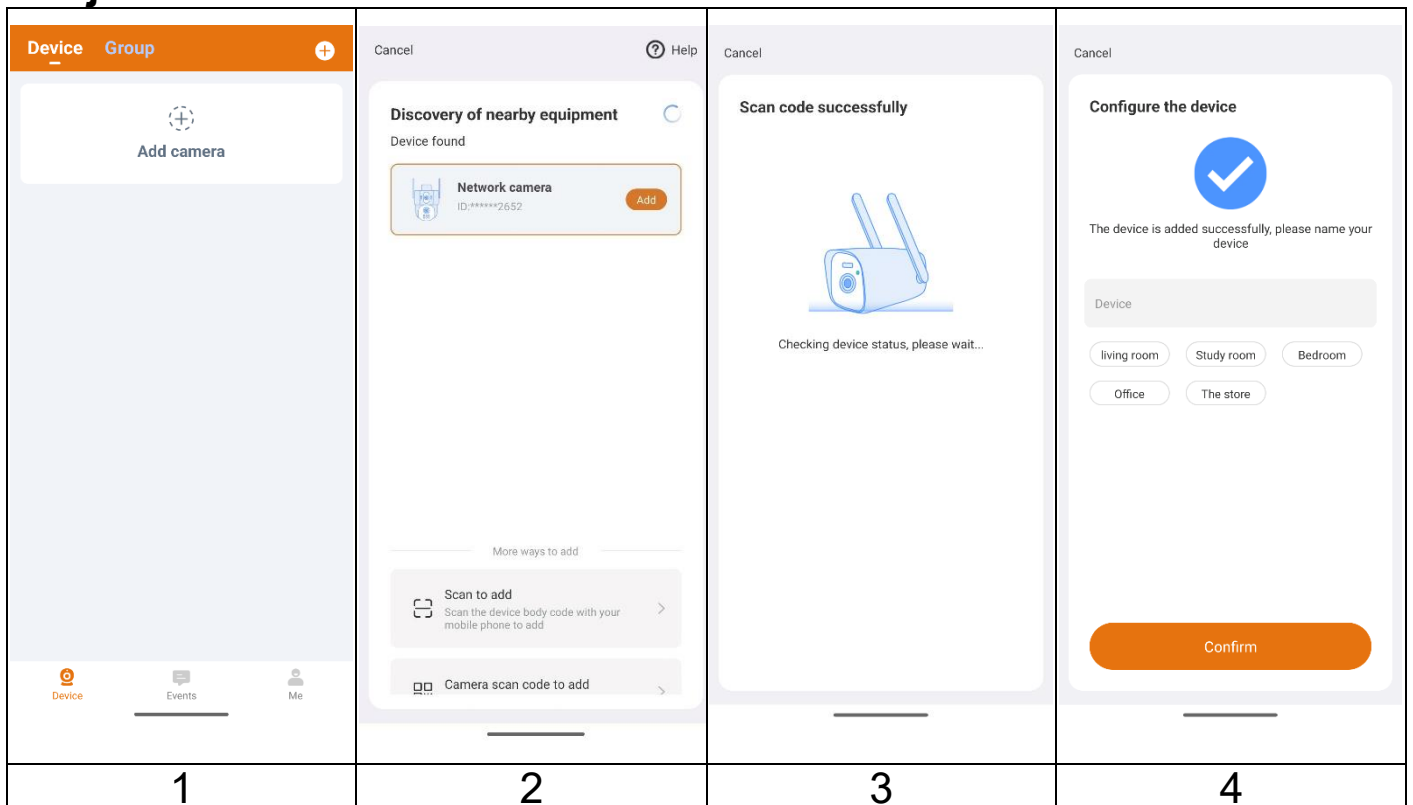 Device Group
Add camera
Device Events Me
1
Cancel Help
Discovery of nearby equipment
Device found
Network camera
ID:******2652
Add
More ways to add
Scan to add
Scan the device body code with your
mobile phone to add
Camera scan code to add
2
Cancel
Scan code successfully
Checking device status, please wait...
3
Cancel
Configure the device
The device is added successfully, please name your
device
Device
living room Study room Bedroom
Office The store
Confirm
4